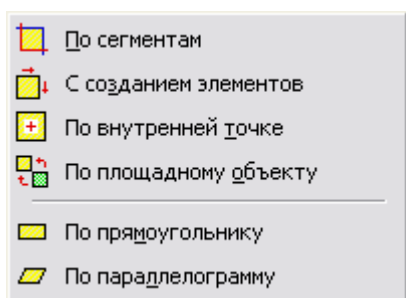 По сегментам
С созданием элементов
По внутренней точке
По площадному объекту
По прямоугольнику
По параллелограмму